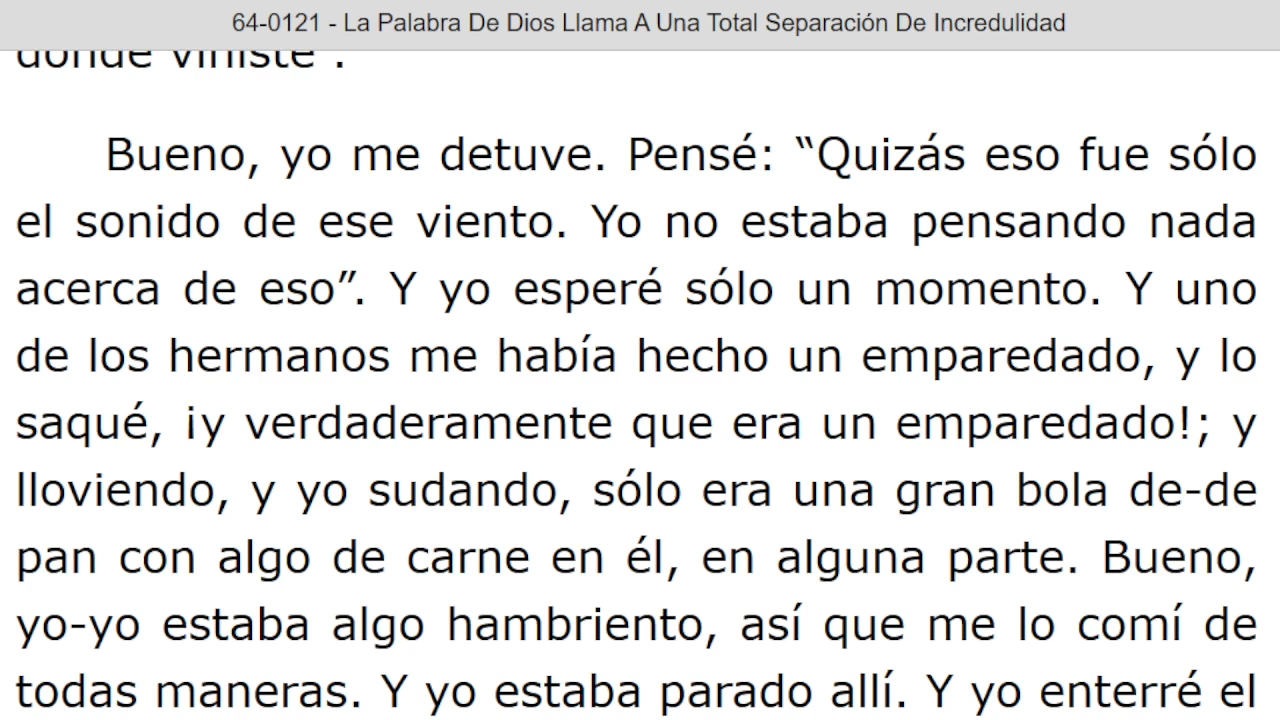 64-0121 - La Palabra De Dios Llama A Una Total Separación De Incredulidad
donde viniste".
Bueno, yo me detuve. Pensé: “Quizás eso fue sólo
el sonido de ese viento. Yo no estaba pensando nada
acerca de eso”. Y yo esperé sólo un momento. Y uno
de los hermanos me había hecho un emparedado, y lo
saqué, ¡y verdaderamente que era un emparedado!; y
lloviendo, y yo sudando, sólo era una gran bola de-de
pan con algo de carne en él, en alguna parte. Bueno,
yo-yo estaba algo hambriento, así que me lo comí de
todas maneras. Y yo estaba parado allí. Y yo enterré el